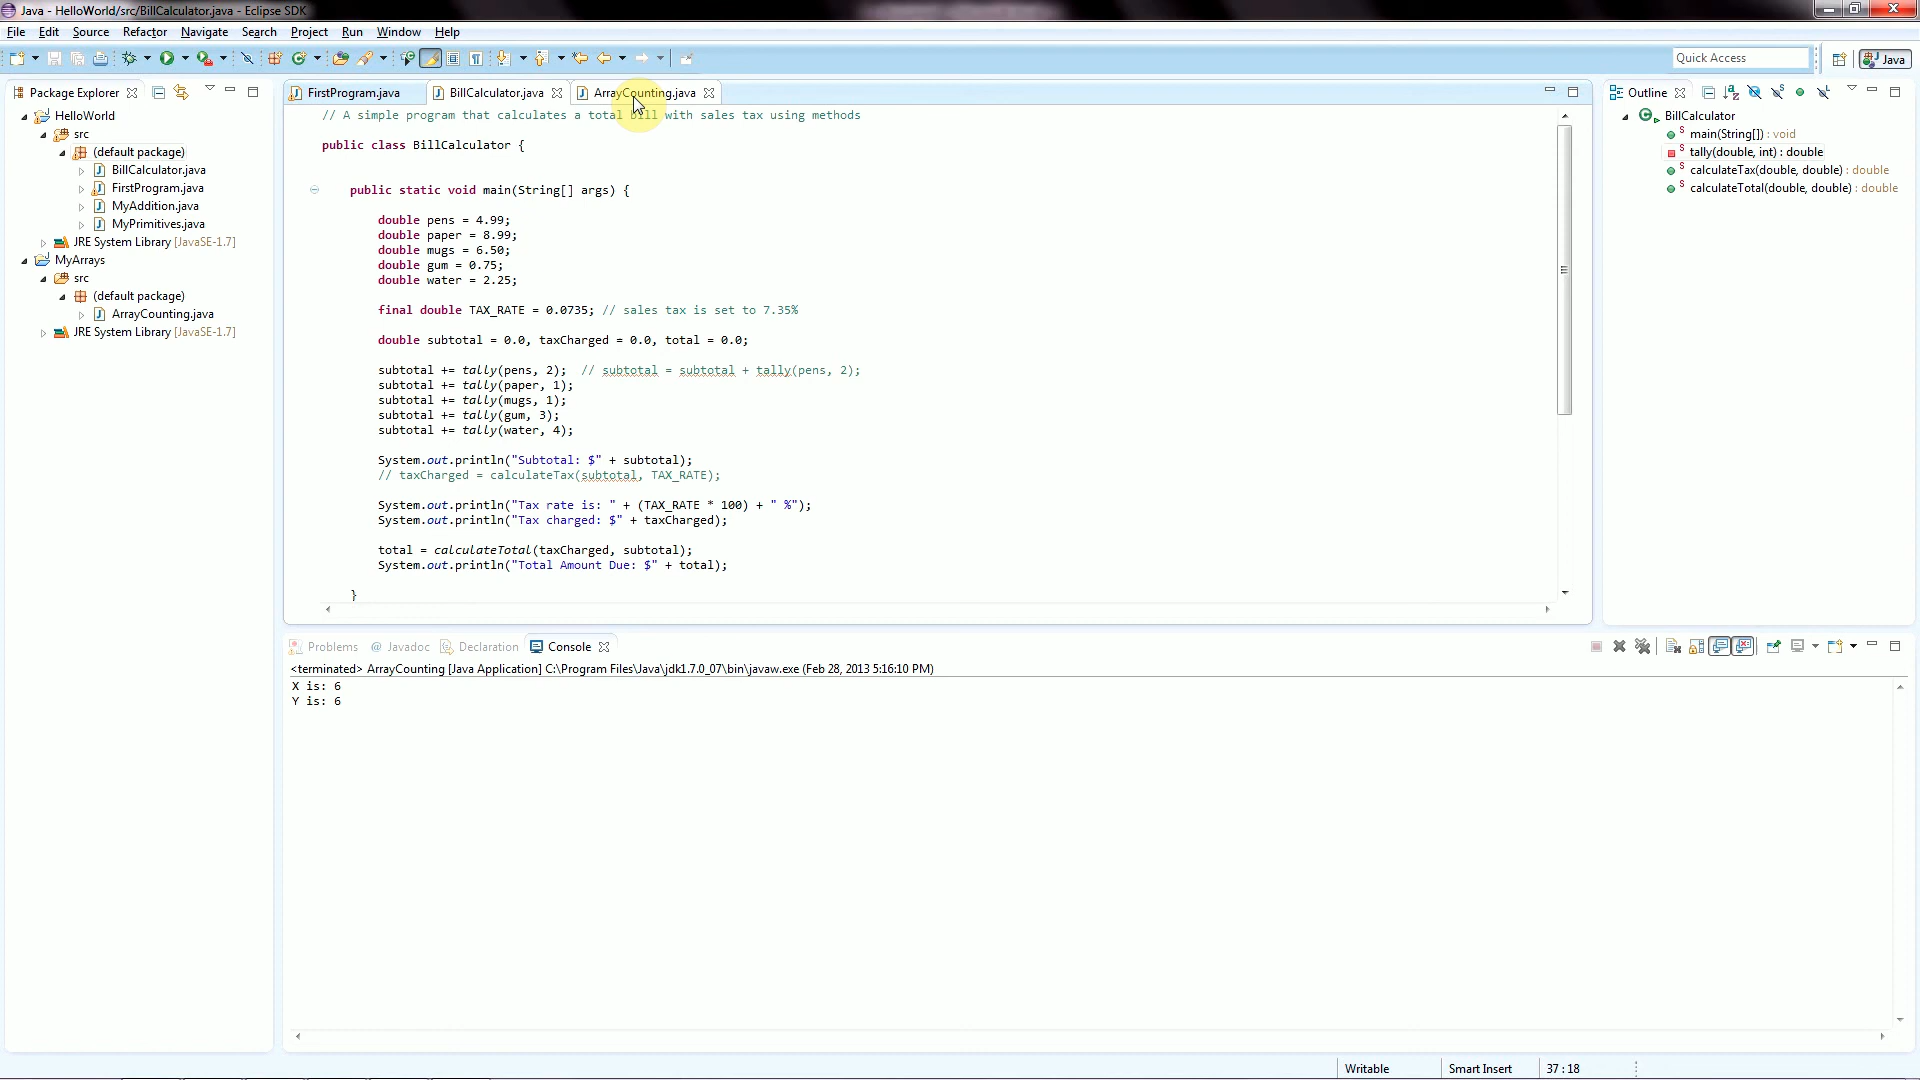 Java - HelloWorld/src/BillCalculator.java - Eclipse SDK
File Edit Source Refactor Navigate Search Project Run Window Help
Quick Access
Java
Package Explorer
HelloWorld
src
(default package)
BillCalculator.java
FirstProgram.java
MyAddition.java
MyPrimitives.java
JRE System Library [JavaSE-1.7]
MyArrays
src
(default package)
ArrayCounting.java
JRE System Library [JavaSE-1.7]
FirstProgram.java BillCalculator.java ArrayCounting.java
// A simple program that calculates a total bill with sales tax using methods
public class BillCalculator {
public static void main(String[] args) {
double pens = 4.99;
double paper = 8.99;
double mugs = 6.50;
double gum = 0.75;
double water = 2.25;
final double TAX_RATE = 0.0735; // sales tax is set to 7.35%
double subtotal = 0.0, taxCharged = 0.0, total = 0.0;
subtotal += tally(pens, 2); // subtotal = subtotal + tally(pens, 2);
subtotal += tally(paper, 1);
subtotal += tally(mugs, 1);
subtotal += tally(gum, 3);
subtotal += tally(water, 4);
System.out.println("Subtotal: $" + subtotal);
// taxCharged = calculateTax(subtotal, TAX_RATE);
System.out.println("Tax rate is: " + (TAX_RATE * 100) + " %");
System.out.println("Tax charged: $" + taxCharged);
total = calculateTotal(taxCharged, subtotal);
System.out.println("Total Amount Due: $" + total);
}
Outline
BillCalculator
main(String[]) : void
tally(double, int) : double
calculateTax(double, double) : double
calculateTotal(double, double) : double
Problems @ Javadoc Declaration Console
<terminated> ArrayCounting [Java Application] C:\Program Files\Java\jdk1.7.0_07\bin\javaw.exe (Feb 28, 2013 5:16:10 PM)
X is: 6
Y is: 6
Writable Smart Insert 37 : 18